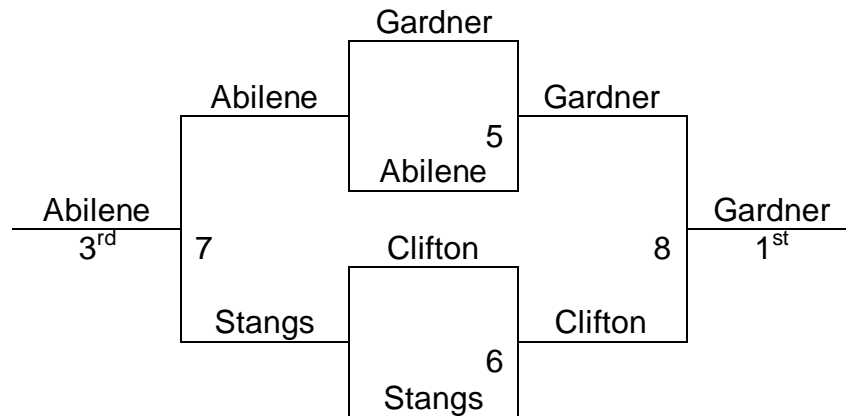 Gardner
Abilene Gardner
5
Abilene
Abilene Gardner
3rd 7 Clifton 8 1st
Stangs Clifton
6
Stangs